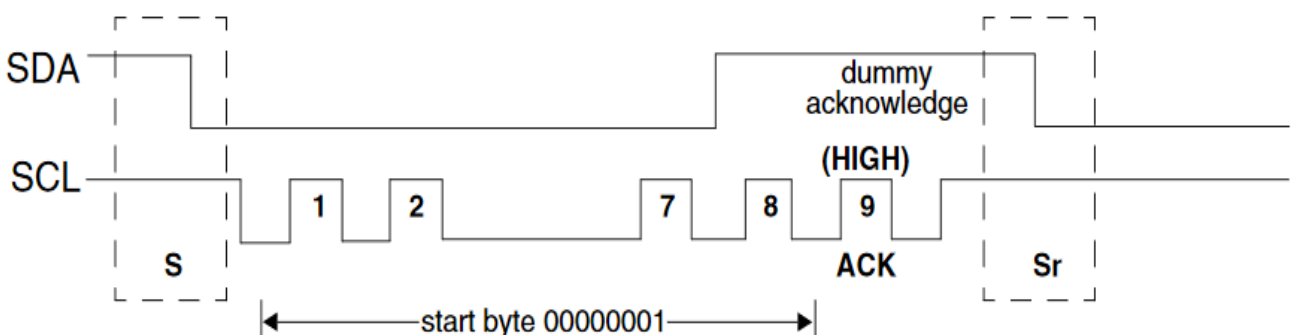 SDA
dummy
acknowledge
(HIGH)
SCL
1 2 7 8 9
S ACK Sr
start byte 00000001